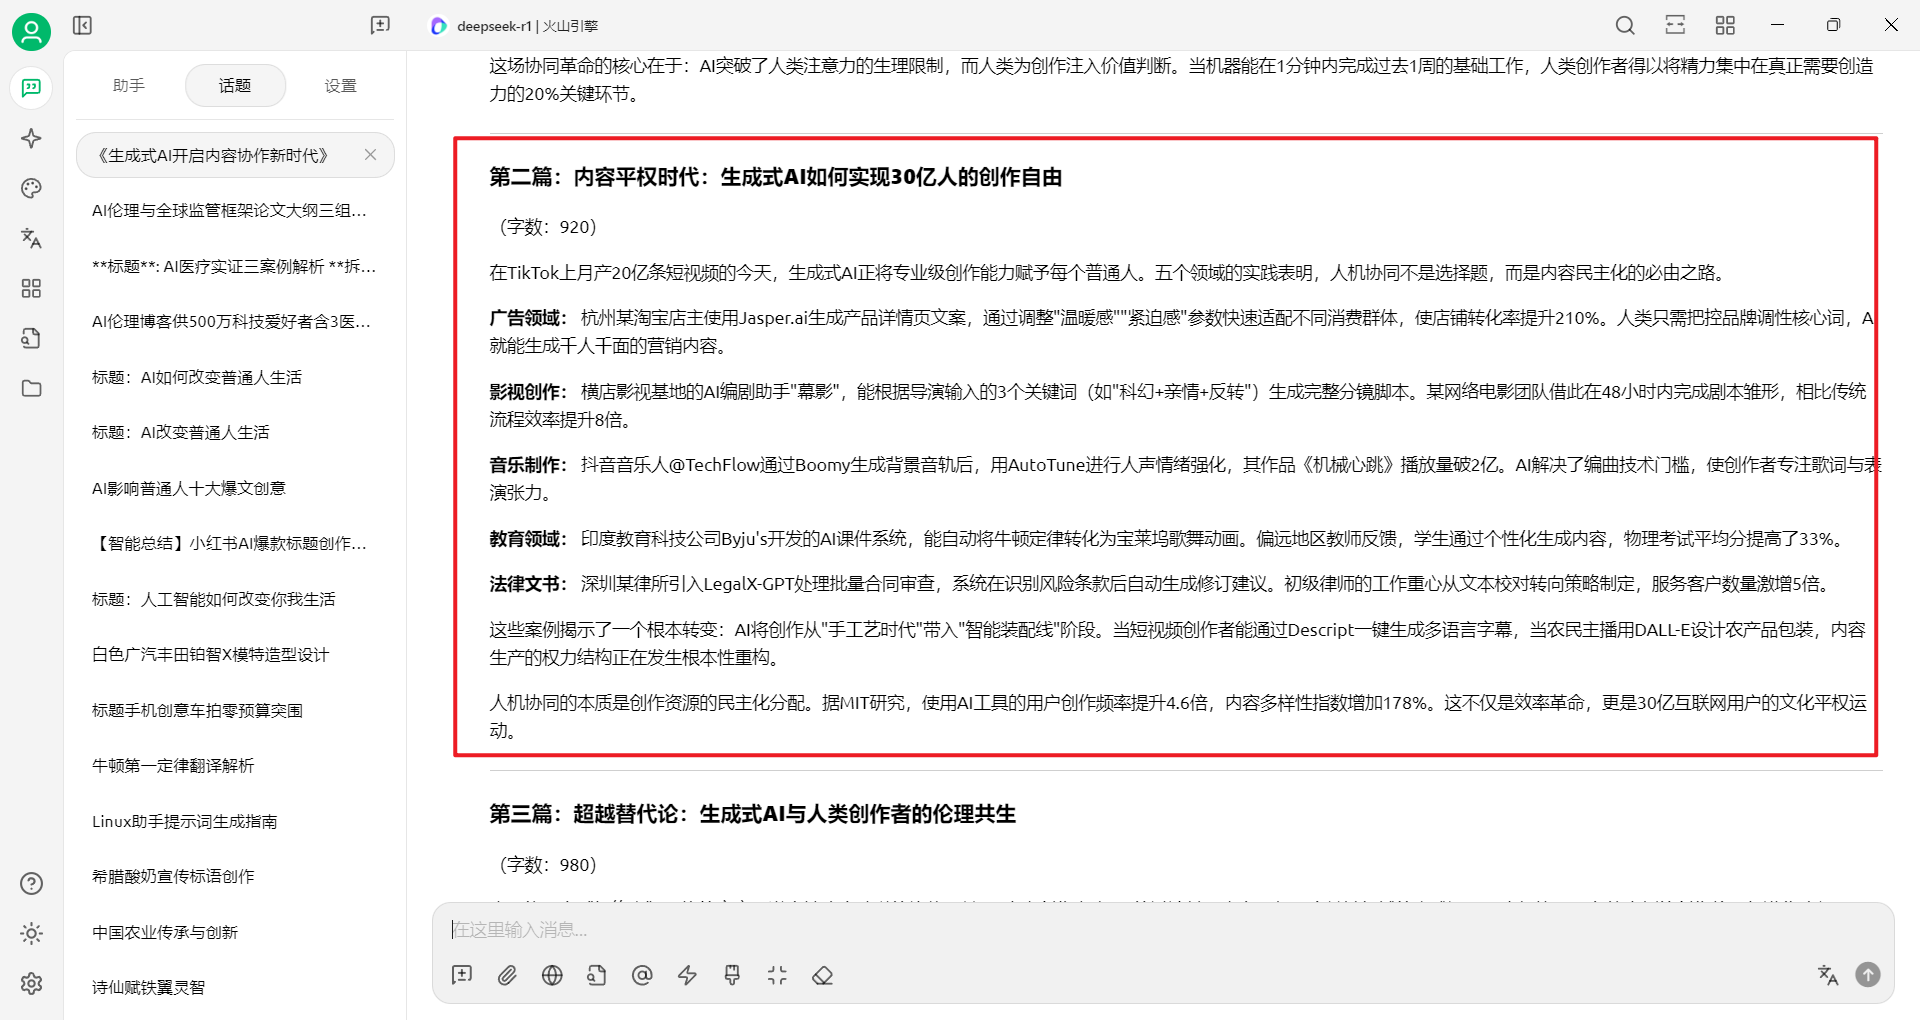 deepseek-r1 | 火山引擎
助手
话题
设置
《生成式AI开启内容协作新时代》
AI伦理与全球监管框架论文大纲三组...
**标题**: AI医疗实证三案例解析 **拆...
AI伦理博客供500万科技爱好者含3医...
标题：AI如何改变普通人生活
标题：AI改变普通人生活
AI影响普通人十大爆文创意
【智能总结】小红书AI爆款标题创作...
标题：人工智能如何改变你我生活
白色广汽丰田铂智X模特造型设计
标题手机创意车拍零预算突围
牛顿第一定律翻译解析
Linux助手提示词生成指南
希腊酸奶宣传标语创作
中国农业传承与创新
诗仙赋铁翼灵智
这场协同革命的核心在于：AI突破了人类注意力的生理限制，而人类为创作注入价值判断。当机器能在1分钟内完成过去1周的基础工作，人类创作者得以将精力集中在真正需要创造
力的20%关键环节。
第二篇：内容平权时代：生成式AI如何实现30亿人的创作自由
（字数：920）
在TikTok上月产20亿条短视频的今天，生成式AI正将专业级创作能力赋予每个普通人。五个领域的实践表明，人机协同不是选择题，而是内容民主化的必由之路。
广告领域： 杭州某淘宝店主使用Jasper.ai生成产品详情页文案，通过调整"温暖感""紧迫感"参数快速适配不同消费群体，使店铺转化率提升210%。人类只需把控品牌调性核心词，A
就能生成千人千面的营销内容。
影视创作： 横店影视基地的AI编剧助手"幕影"，能根据导演输入的3个关键词（如"科幻+亲情+反转"）生成完整分镜脚本。某网络电影团队借此在48小时内完成剧本雏形，相比传统
流程效率提升8倍。
音乐制作： 抖音音乐人@TechFlow通过Boomy生成背景音轨后，用AutoTune进行人声情绪强化，其作品《机械心跳》播放量破2亿。AI解决了编曲技术门槛，使创作者专注歌词与表
演张力。
教育领域： 印度教育科技公司Byju's开发的AI课件系统，能自动将牛顿定律转化为宝莱坞歌舞动画。偏远地区教师反馈，学生通过个性化生成内容，物理考试平均分提高了33%。
法律文书： 深圳某律所引入LegalX-GPT处理批量合同审查，系统在识别风险条款后自动生成修订建议。初级律师的工作重心从文本校对转向策略制定，服务客户数量激增5倍。
这些案例揭示了一个根本转变：AI将创作从"手工艺时代"带入"智能装配线"阶段。当短视频创作者能通过Descript一键生成多语言字幕，当农民主播用DALL-E设计农产品包装，内容
生产的权力结构正在发生根本性重构。
人机协同的本质是创作资源的民主化分配。据MIT研究，使用AI工具的用户创作频率提升4.6倍，内容多样性指数增加178%。这不仅是效率革命，更是30亿互联网用户的文化平权运
动。
第三篇：超越替代论：生成式AI与人类创作者的伦理共生
（字数：980）
在这里输入消息...